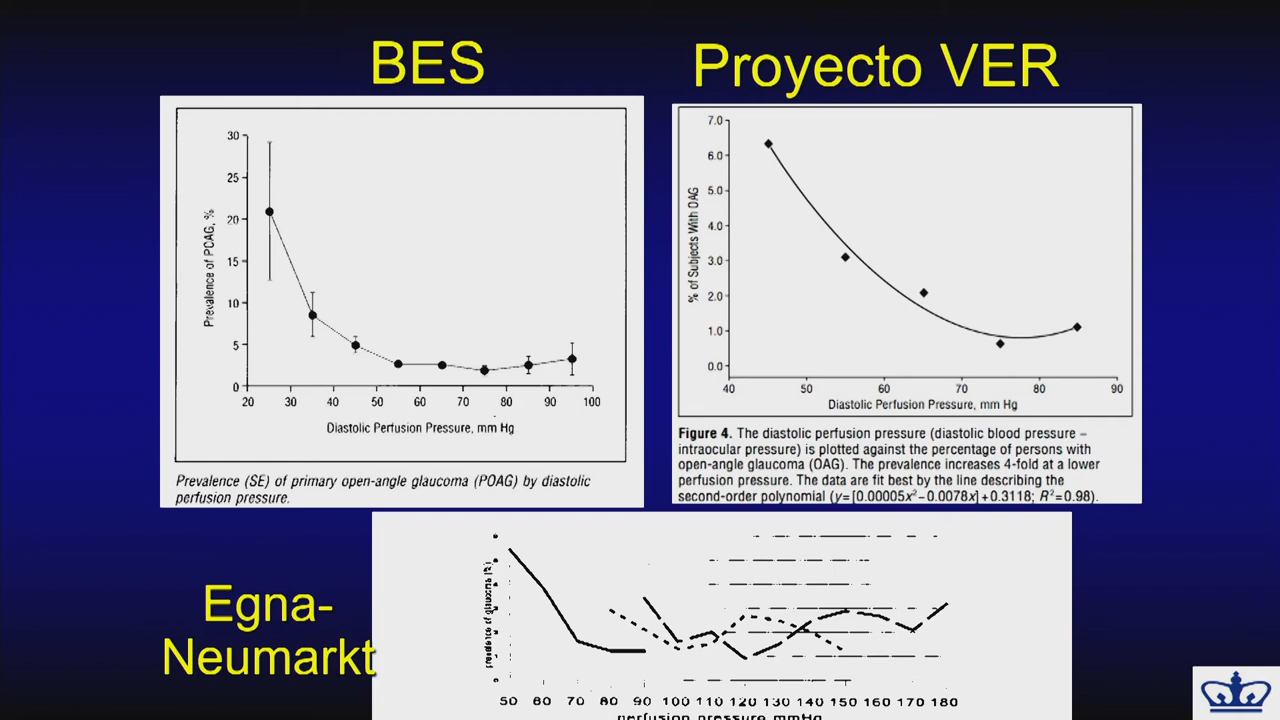 BES
Proyecto VER
30
25
20
15
10
5
0
Prevalence of POAG, %
20 30 40 50 60 70 80 90 100
Diastolic Perfusion Pressure, mm Hg
Prevalence (SE) of primary open-angle glaucoma (POAG) by diastolic
perfusion pressure.
7.0
6.0
5.0
4.0
3.0
2.0
1.0
0.0
% of Subjects With OAG
40 50 60 70 80 90
Diastolic Perfusion Pressure, mm Hg
Figure 4. The diastolic perfusion pressure (diastolic blood pressure –
intraocular pressure) is plotted against the percentage of persons with
open-angle glaucoma (OAG). The prevalence increases 4-fold at a lower
perfusion pressure. The data are fit best by the line describing the
second-order polynomial (y=[0.00005x²–0.0078x]+0.3118; R²=0.98).
Egna-
Neumarkt
prevalence of glaucoma (%)
50 60 70 80 90 100 110 120 130 140 150 160 170 180
perfusion pressure mmHg